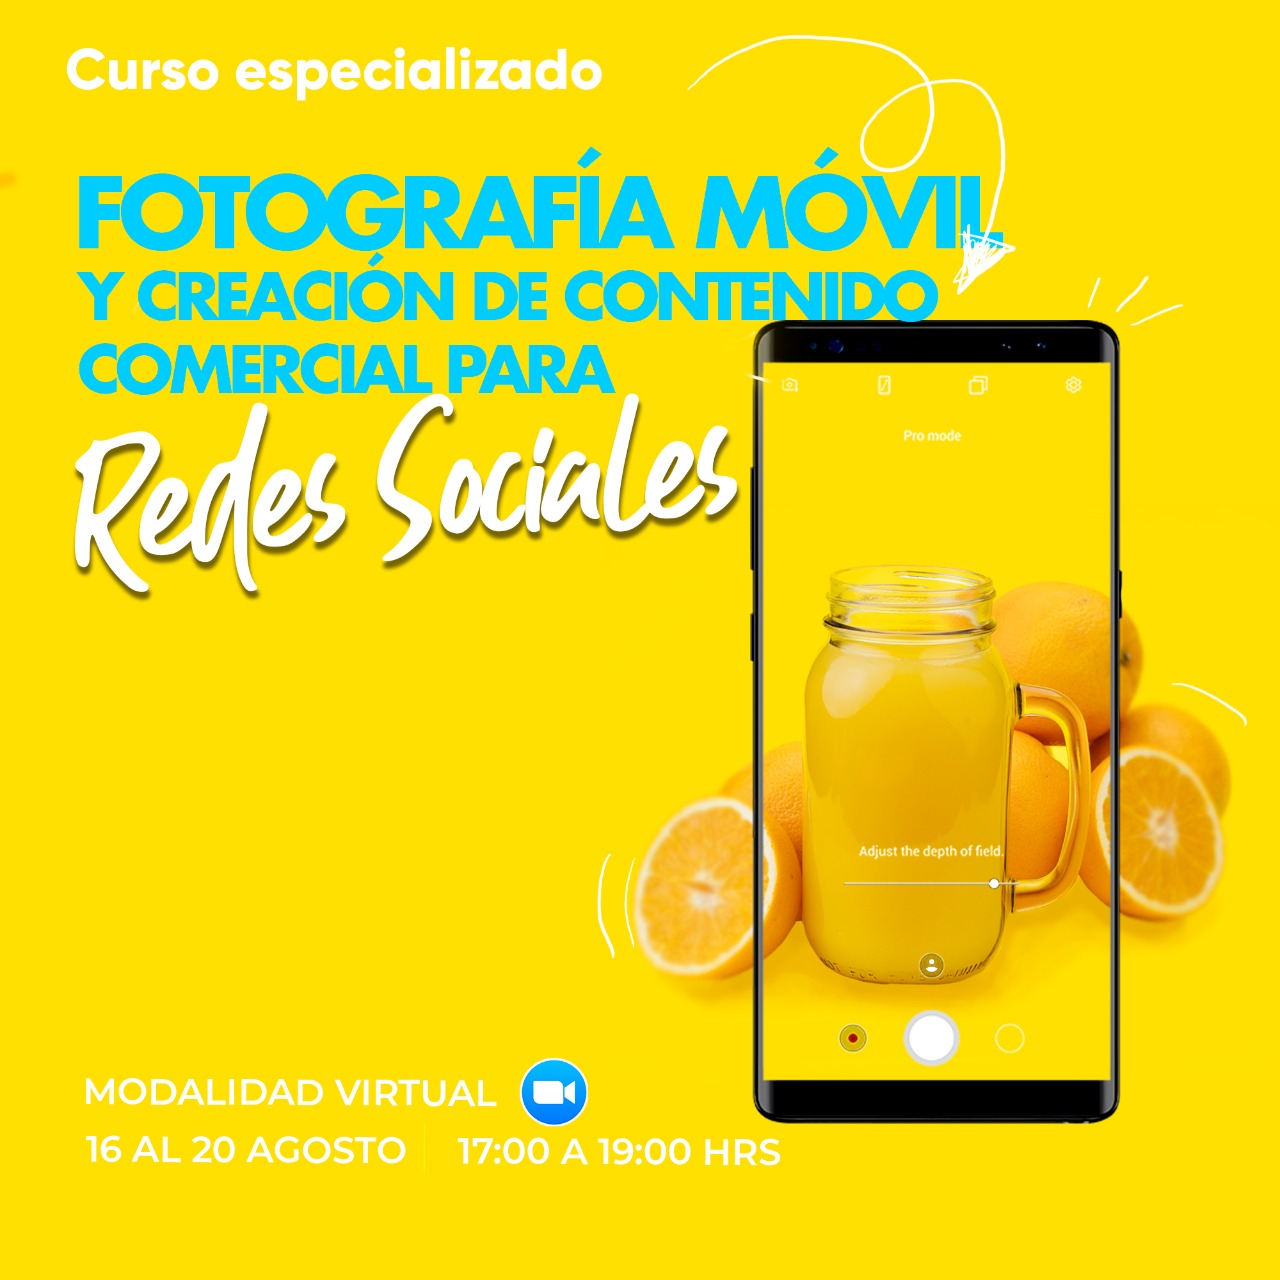 Curso especializado
FOTOGRAFÍA MÓVIL
Y CREACIÓN DE CONTENIDO
COMERCIAL PARA
Redes Sociales
Pro mode
Adjust the depth of field.
MODALIDAD VIRTUAL
16 AL 20 AGOSTO 17:00 A 19:00 HRS